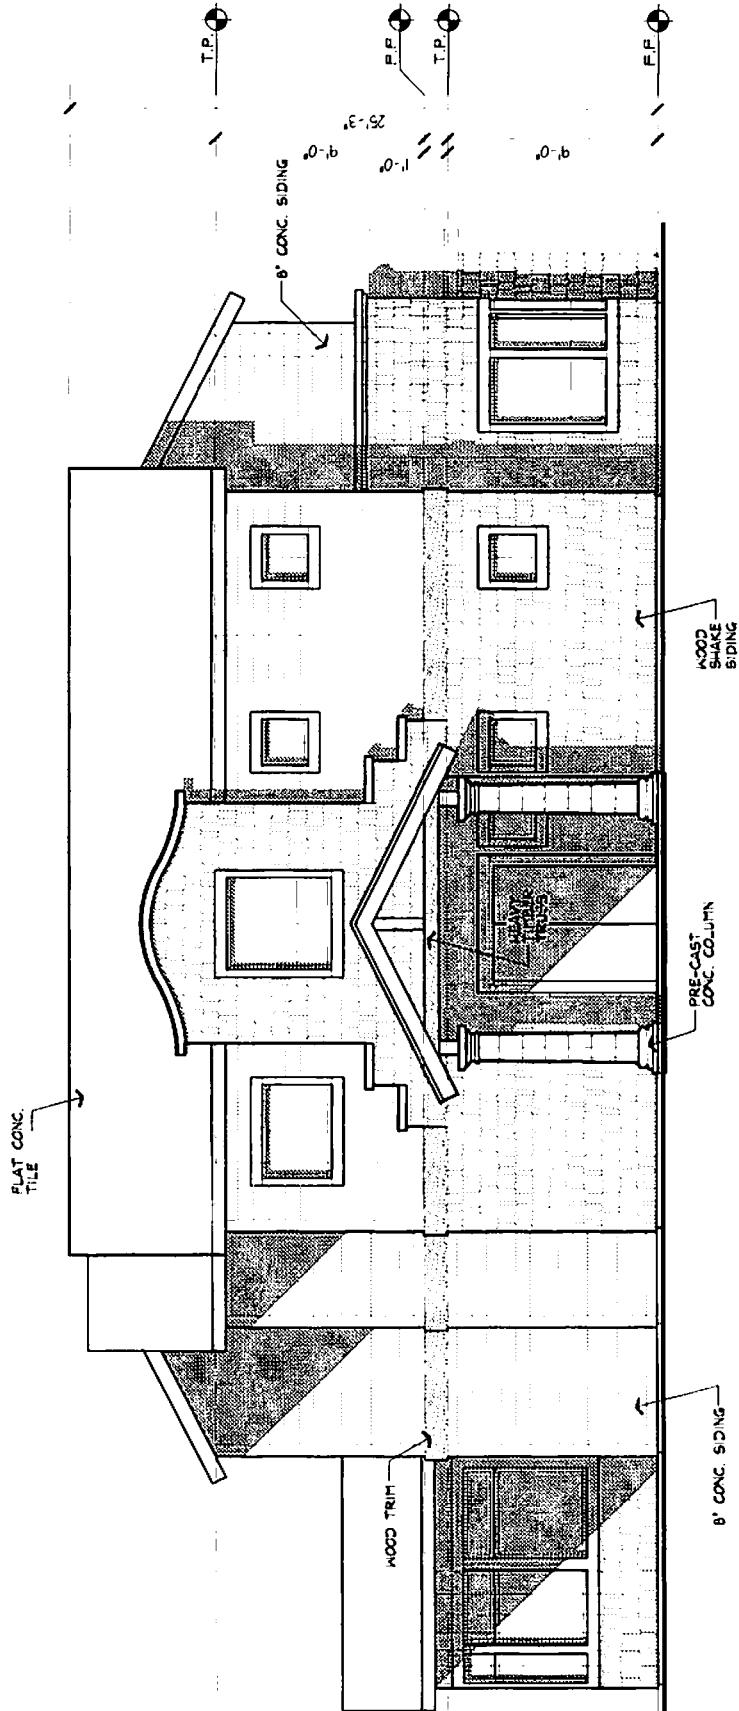 FLAT CONC.
TILE
8" CONC. SIDING
T.P.
F.F.
T.P.
F.F.
25'-3"
9'-0"
1'-0"
9'-0"
WOOD TRIM
HEAVY
TIMBER
TRUSS
8" CONC. SIDING
PRE-CAST
CONC. COLUMN
WOOD
SHAKE
SIDING